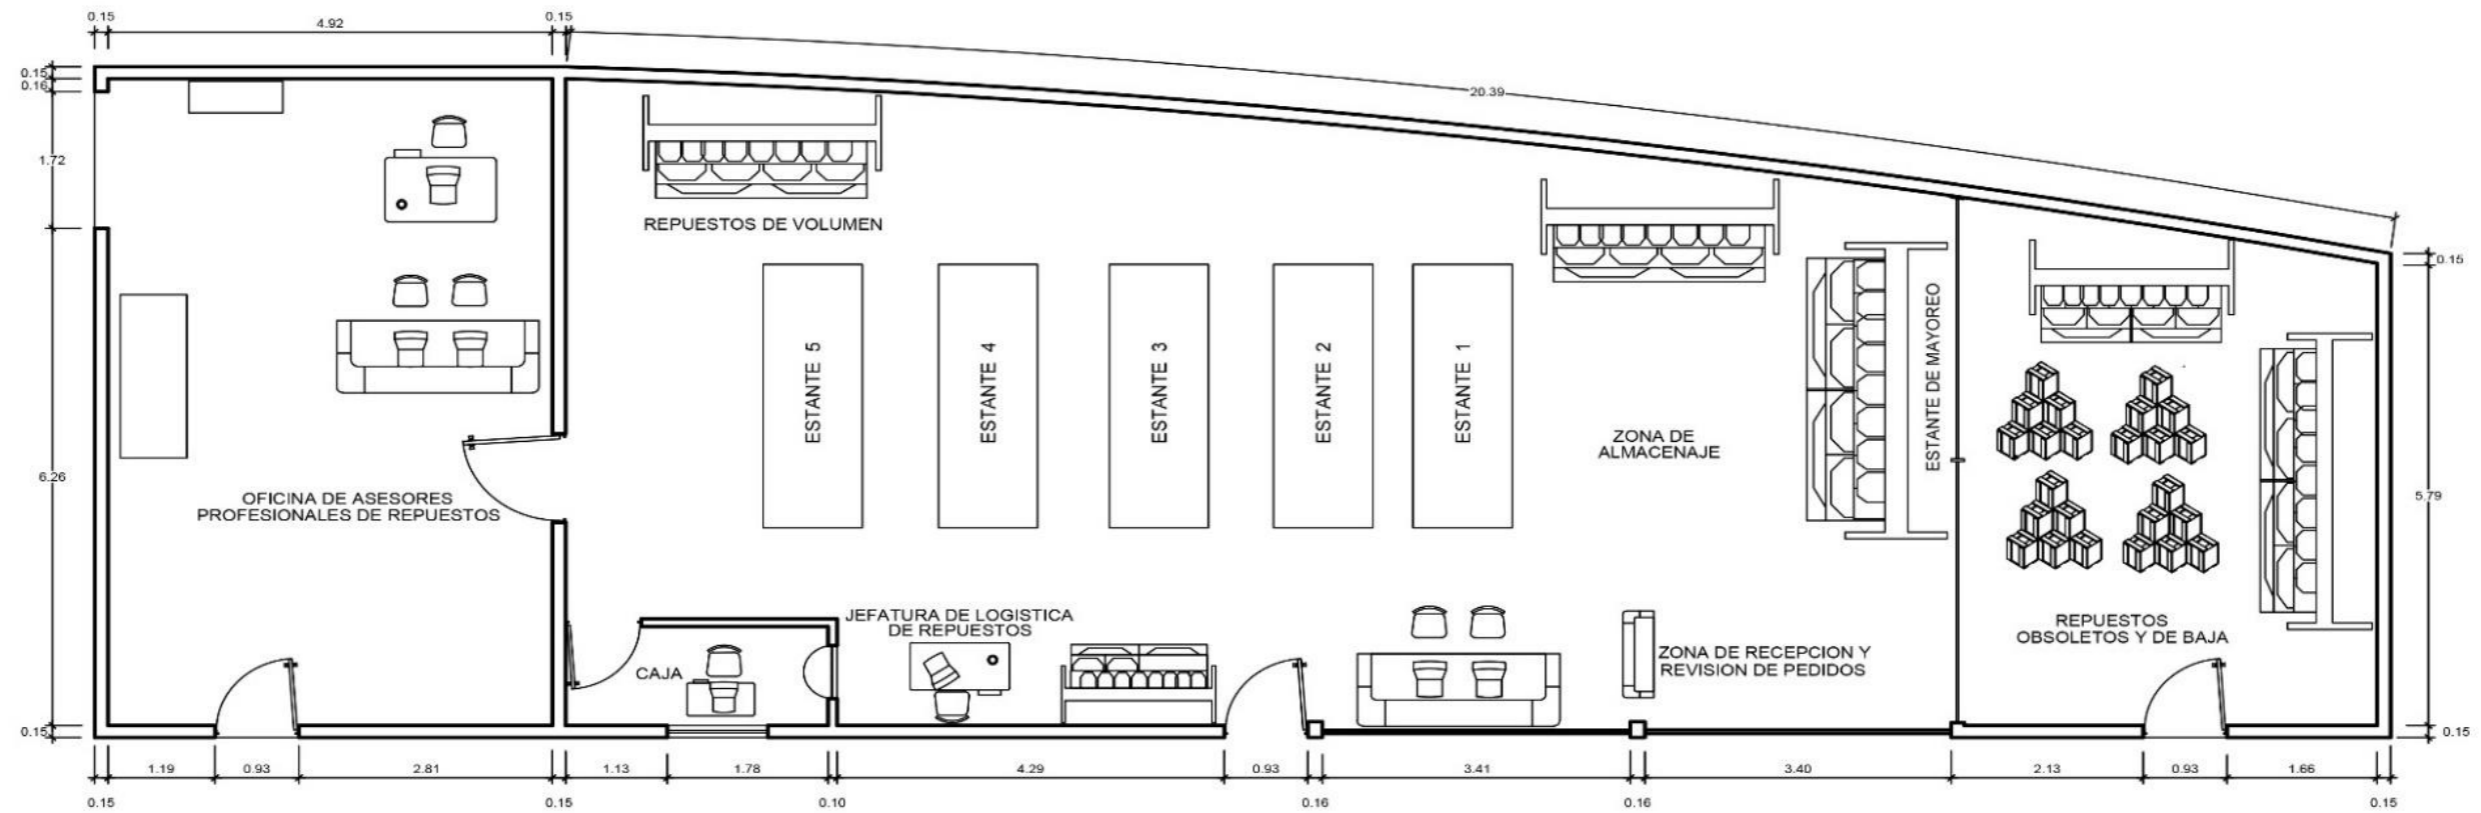 0.15
4.92
0.15
0.15
0.16
20.39
1.72
REPUESTOS DE VOLUMEN
0.15
ESTANTE 5
ESTANTE 4
ESTANTE 3
ESTANTE 2
ESTANTE 1
ESTANTE DE MAYOREO
ZONA DE
ALMACENAJE
6.26
OFICINA DE ASESORES
PROFESIONALES DE REPUESTOS
5.79
JEFATURA DE LOGISTICA
DE REPUESTOS
REPUESTOS
OBSOLETOS Y DE BAJA
CAJA
ZONA DE RECEPCION Y
REVISION DE PEDIDOS
0.15
0.15
1.19
0.93
2.81
1.13
1.78
4.29
0.93
3.41
3.40
2.13
0.93
1.66
0.15
0.15
0.10
0.16
0.16
0.15